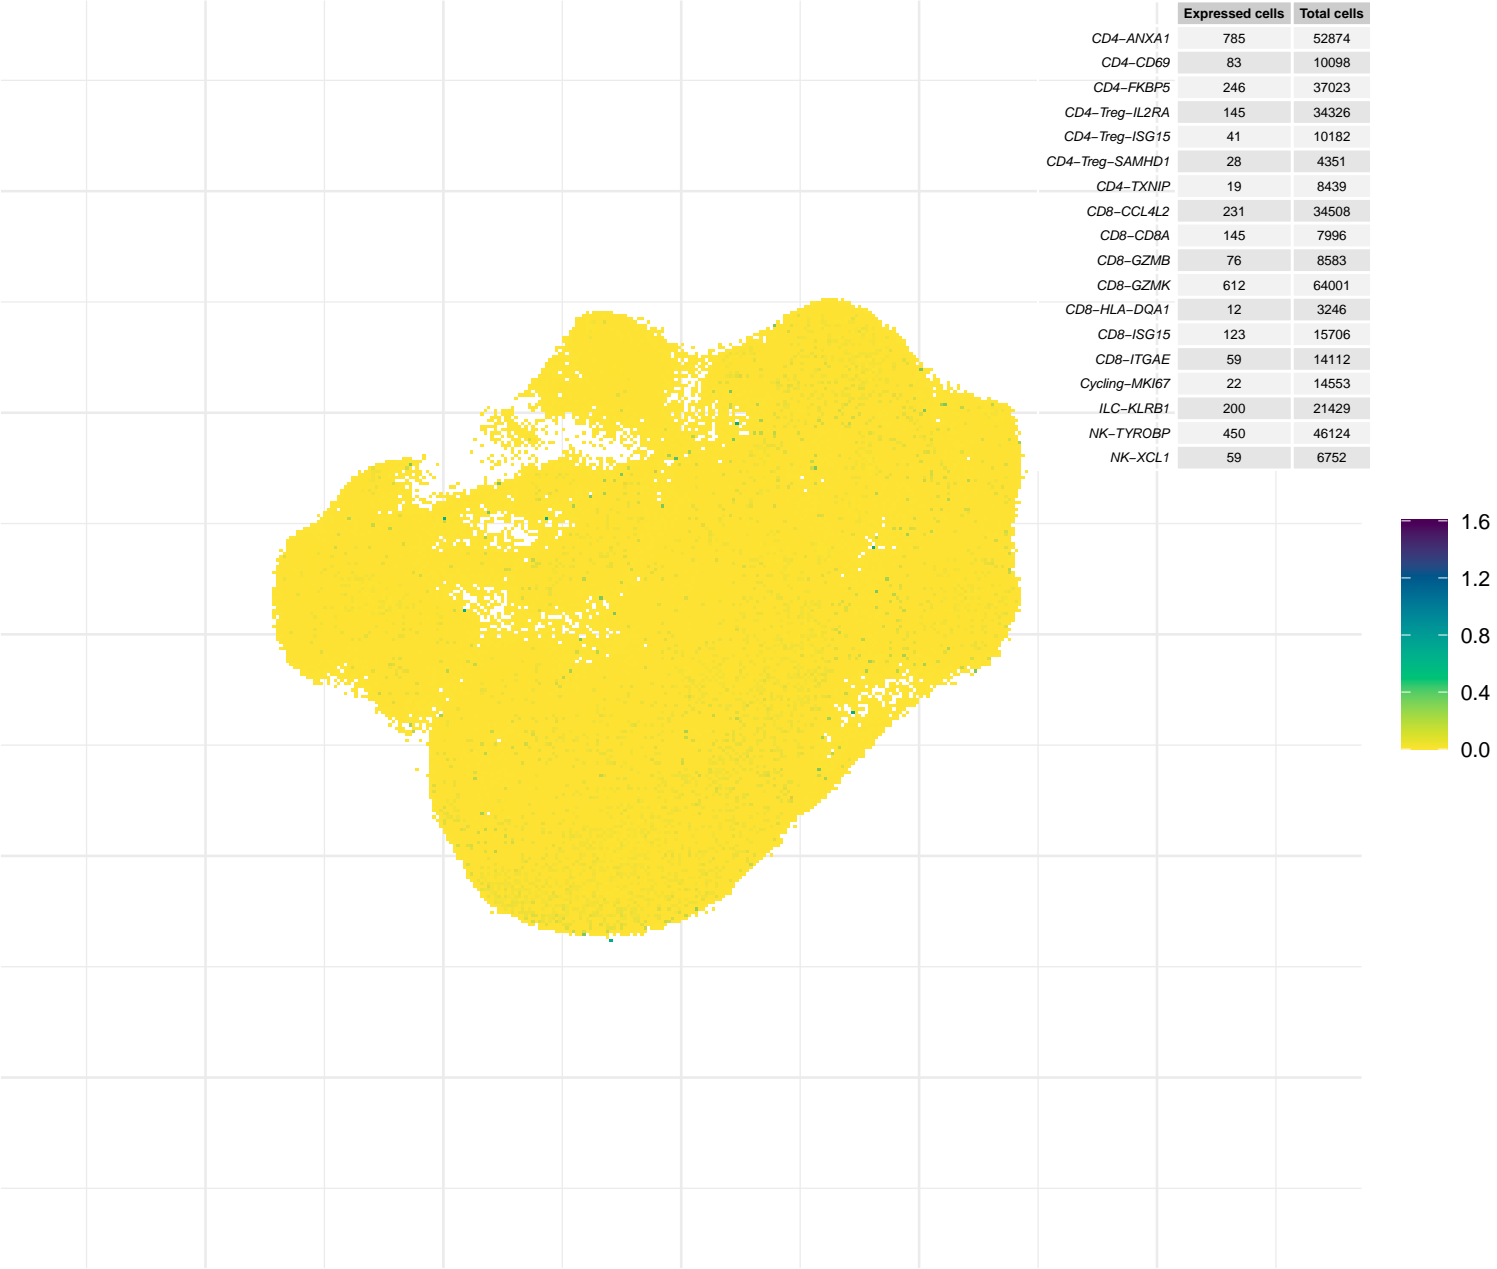 Expressed cells Total cells
CD4−ANXA1 785 52874
CD4−CD69 83 10098
CD4−FKBP5 246 37023
CD4−Treg−IL2RA 145 34326
CD4−Treg−ISG15 41 10182
CD4−Treg−SAMHD1 28 4351
CD4−TXNIP 19 8439
CD8−CCL4L2 231 34508
CD8−CD8A 145 7996
CD8−GZMB 76 8583
CD8−GZMK 612 64001
CD8−HLA−DQA1 12 3246
CD8−ISG15 123 15706
CD8−ITGAE 59 14112
Cycling−MKI67 22 14553
ILC−KLRB1 200 21429
NK−TYROBP 450 46124
NK−XCL1 59 6752
1.6
1.2
0.8
0.4
0.0